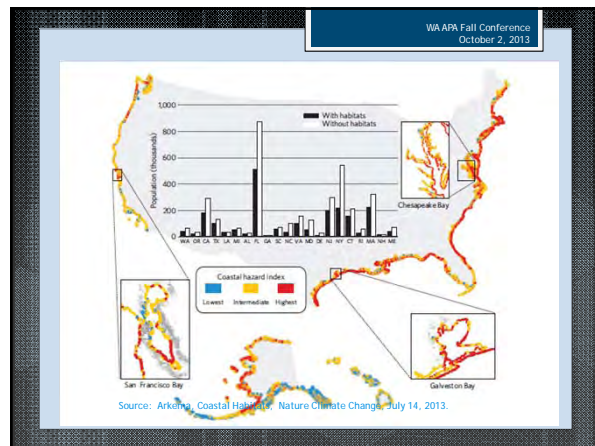 WA APA Fall Conference
October 2, 2013
1,000
800
600
400
200
0
Population (thousands)
With habitats
Without habitats
WA OR CA TX LA MI AL FL GA SC NC VA MD DE NJ NY CT RI MA NH ME
Chesapeake Bay
Coastal hazard index
Lowest Intermediate Highest
San Francisco Bay
Galveston Bay
Source: Arkema, Coastal Habitats, Nature Climate Change, July 14, 2013.